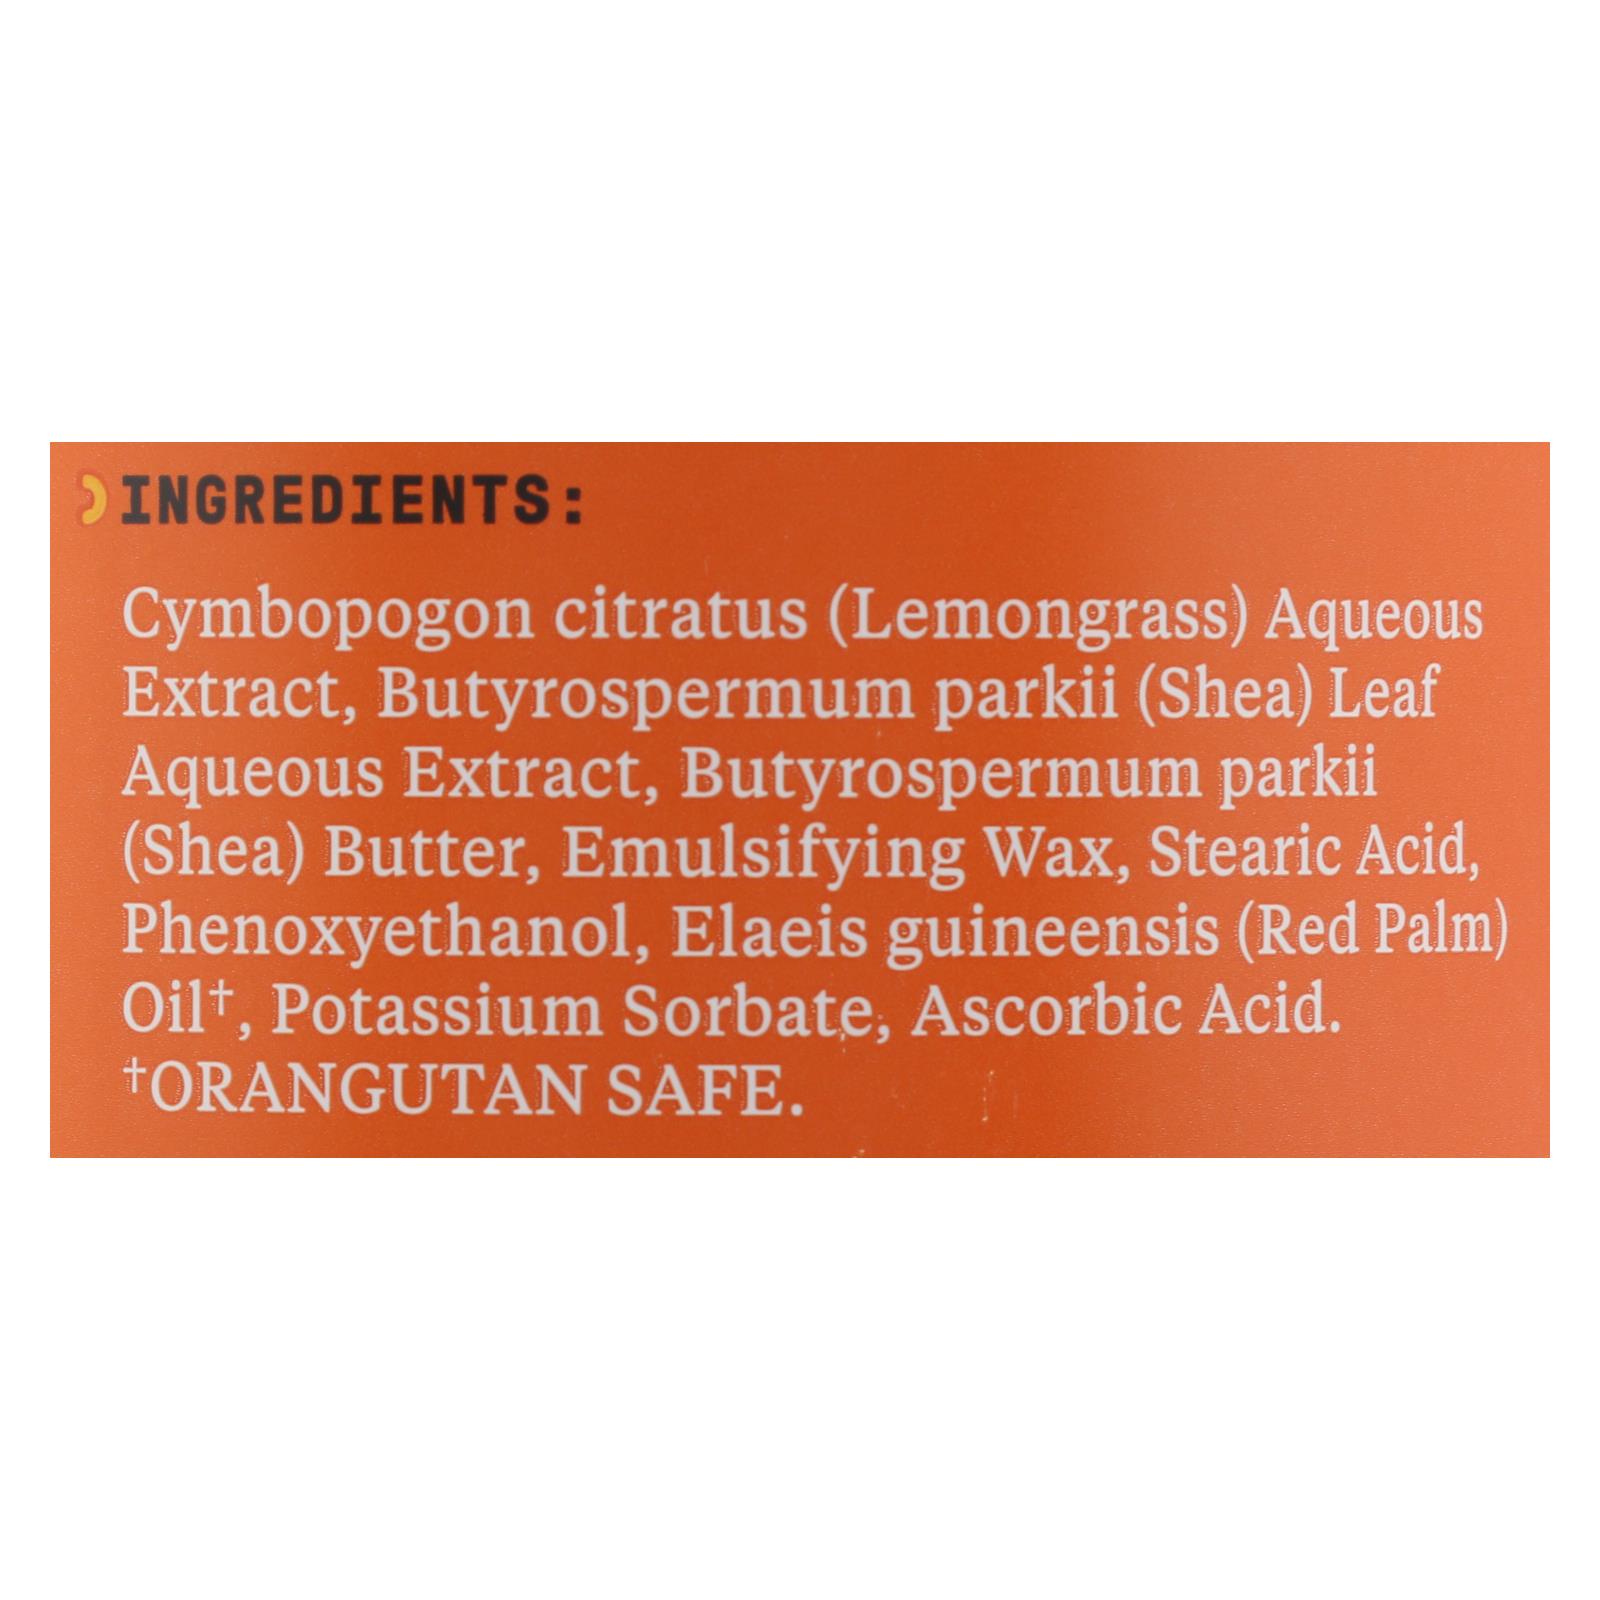 INGREDIENTS:
Cymbopogon citratus (Lemongrass) Aqueous
Extract, Butyrospermum parkii (Shea) Leaf
Aqueous Extract, Butyrospermum parkii
(Shea) Butter, Emulsifying Wax, Stearic Acid,
Phenoxyethanol, Elaeis guineensis (Red Palm)
Oil†, Potassium Sorbate, Ascorbic Acid.
†ORANGUTAN SAFE.